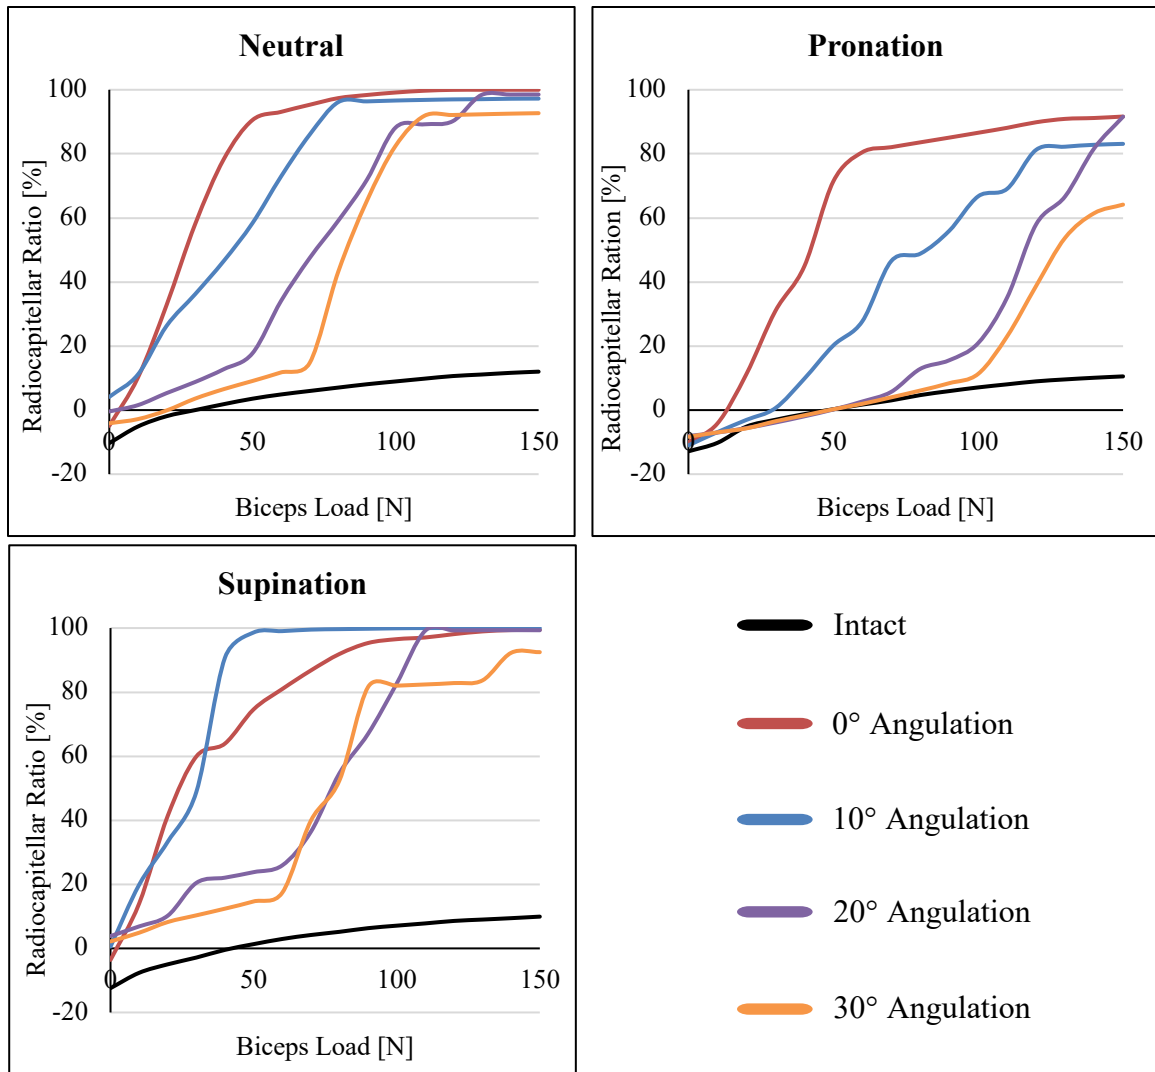 Neutral
100
80
60
40
20
0
-20
0 50 100 150
Radiocapitellar Ratio [%]
Biceps Load [N]
Pronation
100
80
60
40
20
0
-20
0 50 100 150
Radiocapitellar Ration [%]
Biceps Load [N]
Supination
100
80
60
40
20
0
-20
0 50 100 150
Radiocapitellar Ratio [%]
Biceps Load [N]
Intact
0° Angulation
10° Angulation
20° Angulation
30° Angulation